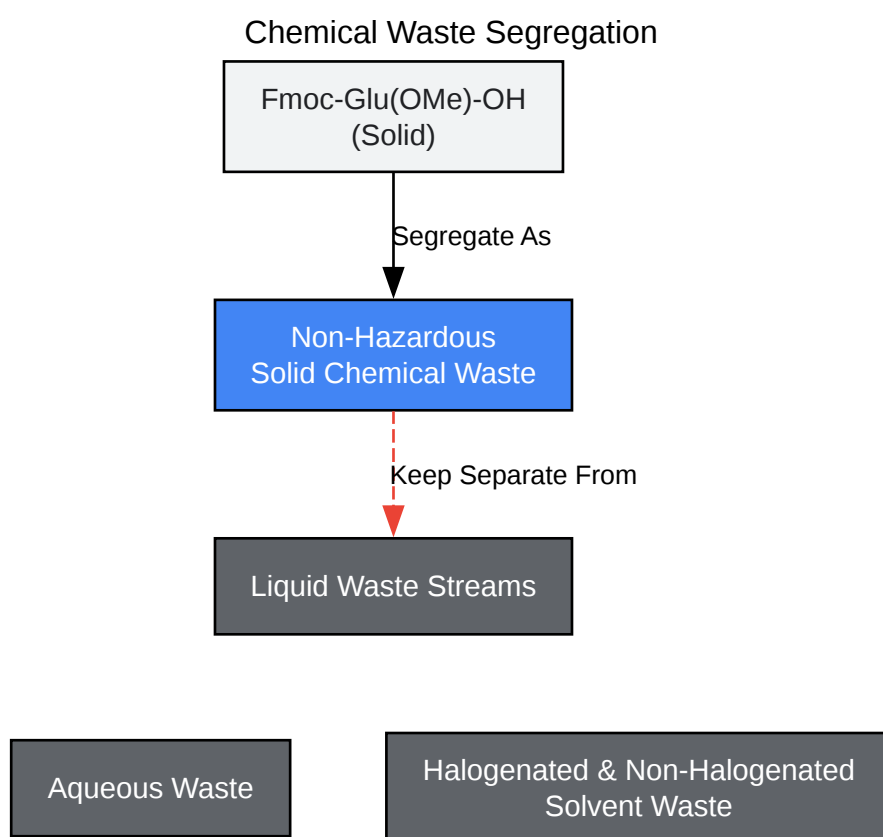 Chemical Waste Segregation
Fmoc-Glu(OMe)-OH
(Solid)
Segregate As
Non-Hazardous
Solid Chemical Waste
Keep Separate From
Liquid Waste Streams
Aqueous Waste
Halogenated & Non-Halogenated
Solvent Waste